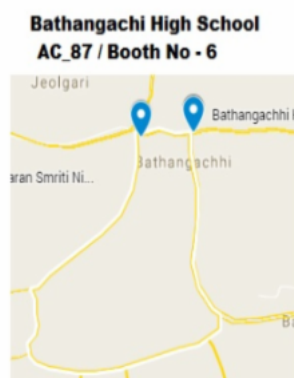 Bathangachi High School
AC_87 / Booth No - 6
Jeolgari
Bathangachhi
Bathangachhi
aran Smriti Ni...